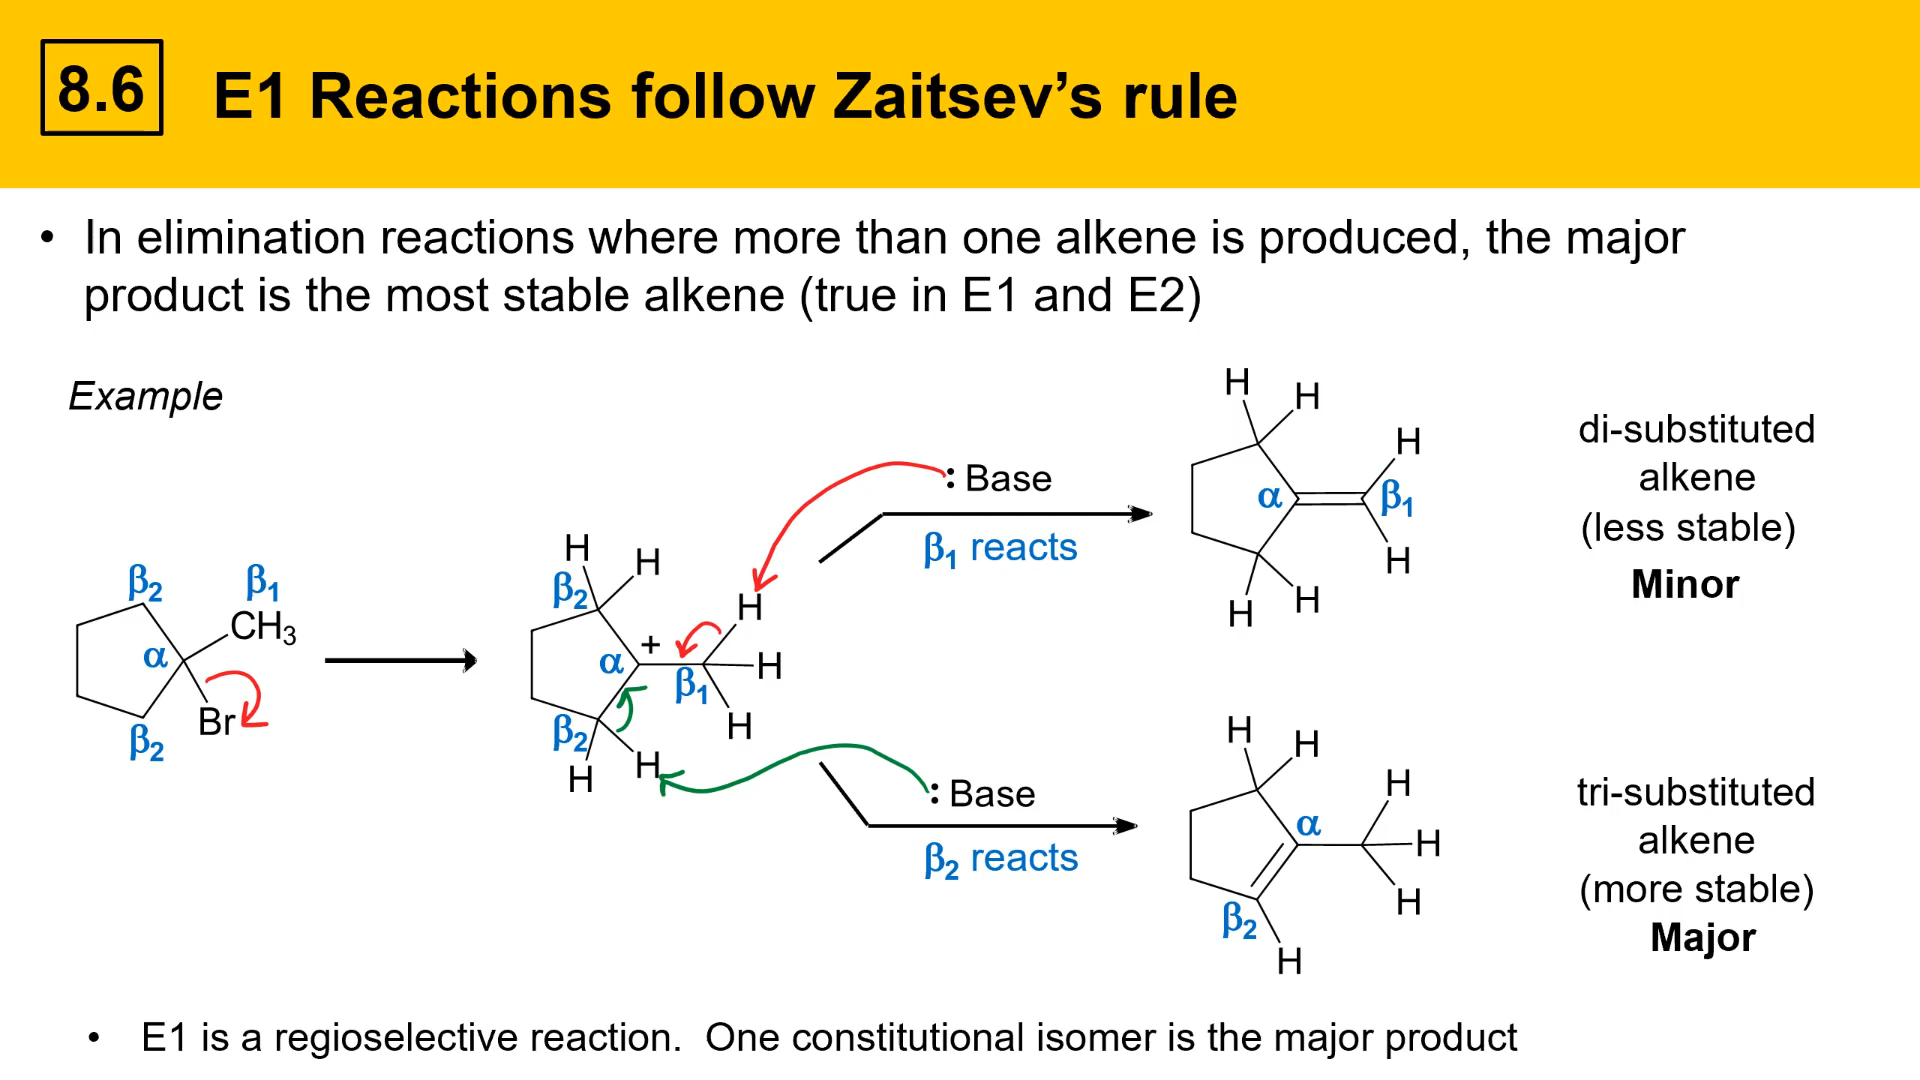 8.6
E1 Reactions follow Zaitsev’s rule
• In elimination reactions where more than one alkene is produced, the major
product is the most stable alkene (true in E1 and E2)
Example
β2 β1
CH3
α
Br
β2
H H
β2
H
+
α
β1 H
β2 H
H H
: Base
β1 reacts
: Base
β2 reacts
H H
H
α β1
H
H H
di-substituted
alkene
(less stable)
Minor
H H
H
α
H
β2 H
H
tri-substituted
alkene
(more stable)
Major
• E1 is a regioselective reaction. One constitutional isomer is the major product